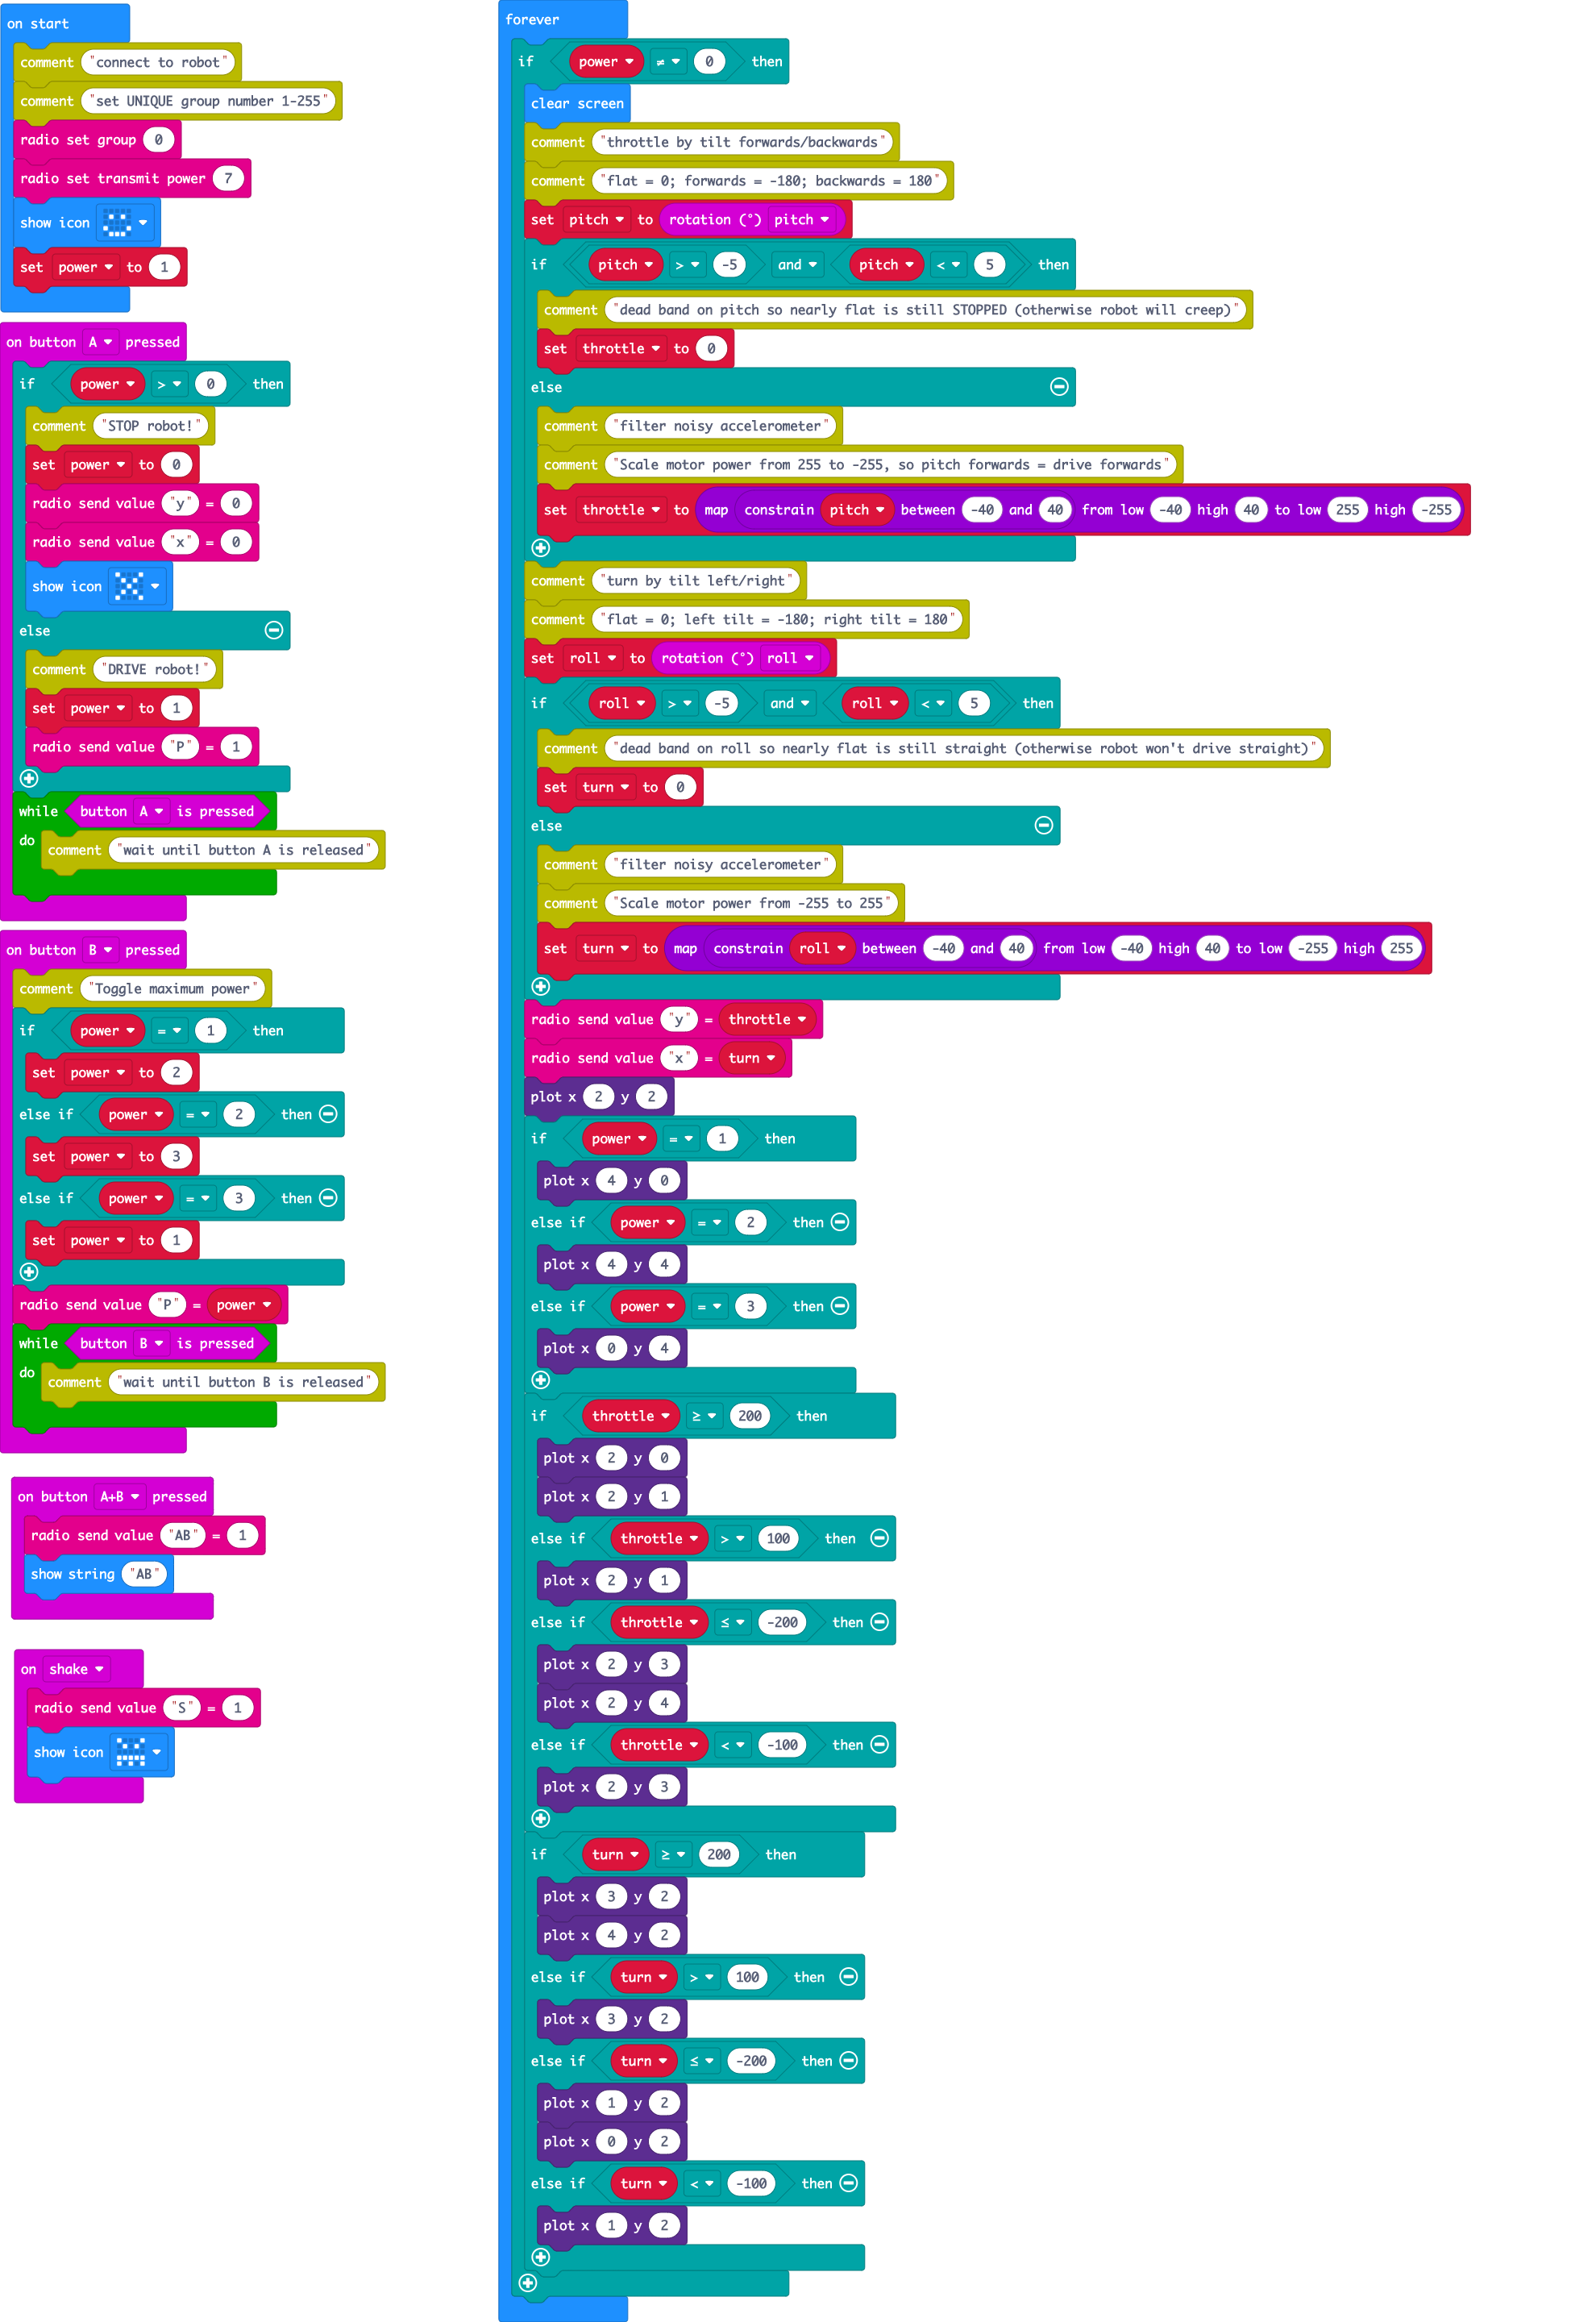 on start
comment "connect to robot"
comment "set UNIQUE group number 1-255"
radio set group 0
radio set transmit power 7
show icon
set power to 1
on button A pressed
if power > 0 then
comment "STOP robot!"
set power to 0
radio send value "y" = 0
radio send value "x" = 0
show icon
else
comment "DRIVE robot!"
set power to 1
radio send value "P" = 1
while button A is pressed
do comment "wait until button A is released"
on button B pressed
comment "Toggle maximum power"
if power = 1 then
set power to 2
else if power = 2 then
set power to 3
else if power = 3 then
set power to 1
radio send value "P" = power
while button B is pressed
do comment "wait until button B is released"
on button A+B pressed
radio send value "AB" = 1
show string "AB"
on shake
radio send value "S" = 1
show icon
forever
if power ≠ 0 then
clear screen
comment "throttle by tilt forwards/backwards"
comment "flat = 0; forwards = -180; backwards = 180"
set pitch to rotation (°) pitch
if pitch > -5 and pitch < 5 then
comment "dead band on pitch so nearly flat is still STOPPED (otherwise robot will creep)"
set throttle to 0
else
comment "filter noisy accelerometer"
comment "Scale motor power from 255 to -255, so pitch forwards = drive forwards"
set throttle to map constrain pitch between -40 and 40 from low -40 high 40 to low 255 high -255
comment "turn by tilt left/right"
comment "flat = 0; left tilt = -180; right tilt = 180"
set roll to rotation (°) roll
if roll > -5 and roll < 5 then
comment "dead band on roll so nearly flat is still straight (otherwise robot won't drive straight)"
set turn to 0
else
comment "filter noisy accelerometer"
comment "Scale motor power from -255 to 255"
set turn to map constrain roll between -40 and 40 from low -40 high 40 to low -255 high 255
radio send value "y" = throttle
radio send value "x" = turn
plot x 2 y 2
if power = 1 then
plot x 4 y 0
else if power = 2 then
plot x 4 y 4
else if power = 3 then
plot x 0 y 4
if throttle ≥ 200 then
plot x 2 y 0
plot x 2 y 1
else if throttle > 100 then
plot x 2 y 1
else if throttle ≤ -200 then
plot x 2 y 3
plot x 2 y 4
else if throttle < -100 then
plot x 2 y 3
if turn ≥ 200 then
plot x 3 y 2
plot x 4 y 2
else if turn > 100 then
plot x 3 y 2
else if turn ≤ -200 then
plot x 1 y 2
plot x 0 y 2
else if turn < -100 then
plot x 1 y 2